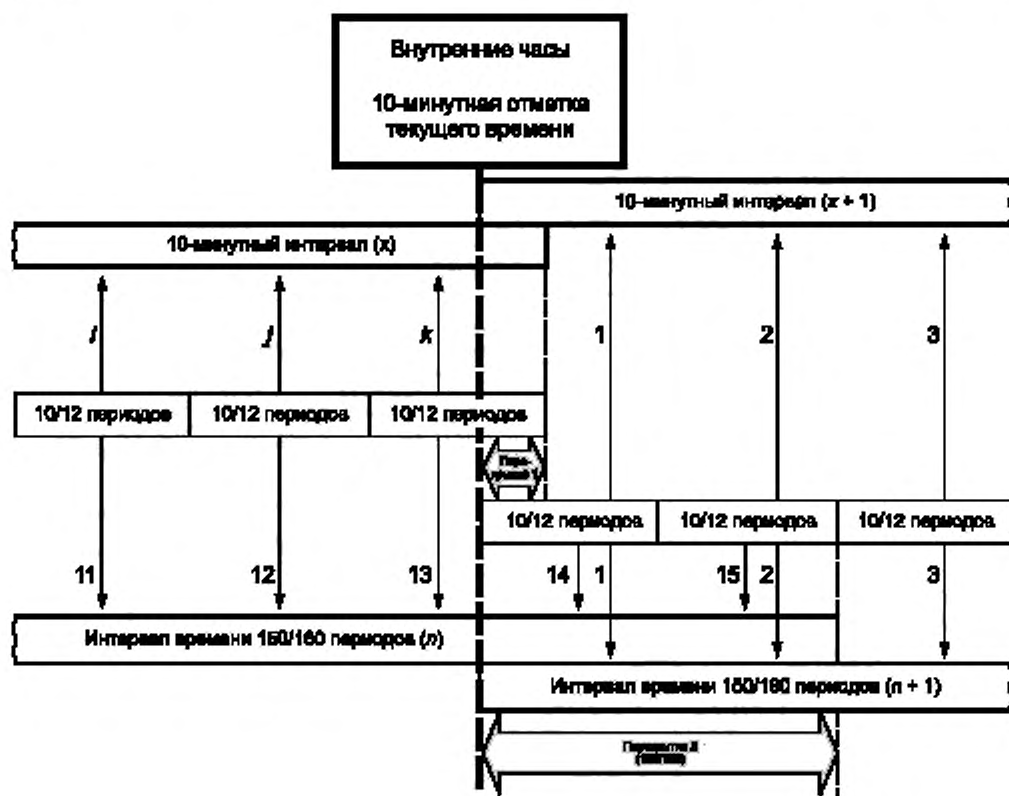 Внутренние часы
10-минутная отметка
текущего времени
10-минутный интервал (x + 1)
10-минутный интервал (x)
i
j
k
1
2
3
10/12 периодов
10/12 периодов
10/12 периодов
10/12 периодов
10/12 периодов
10/12 периодов
11
12
13
14
1
15
2
3
Интервал времени 150/180 периодов (n)
Интервал времени 150/180 периодов (n + 1)